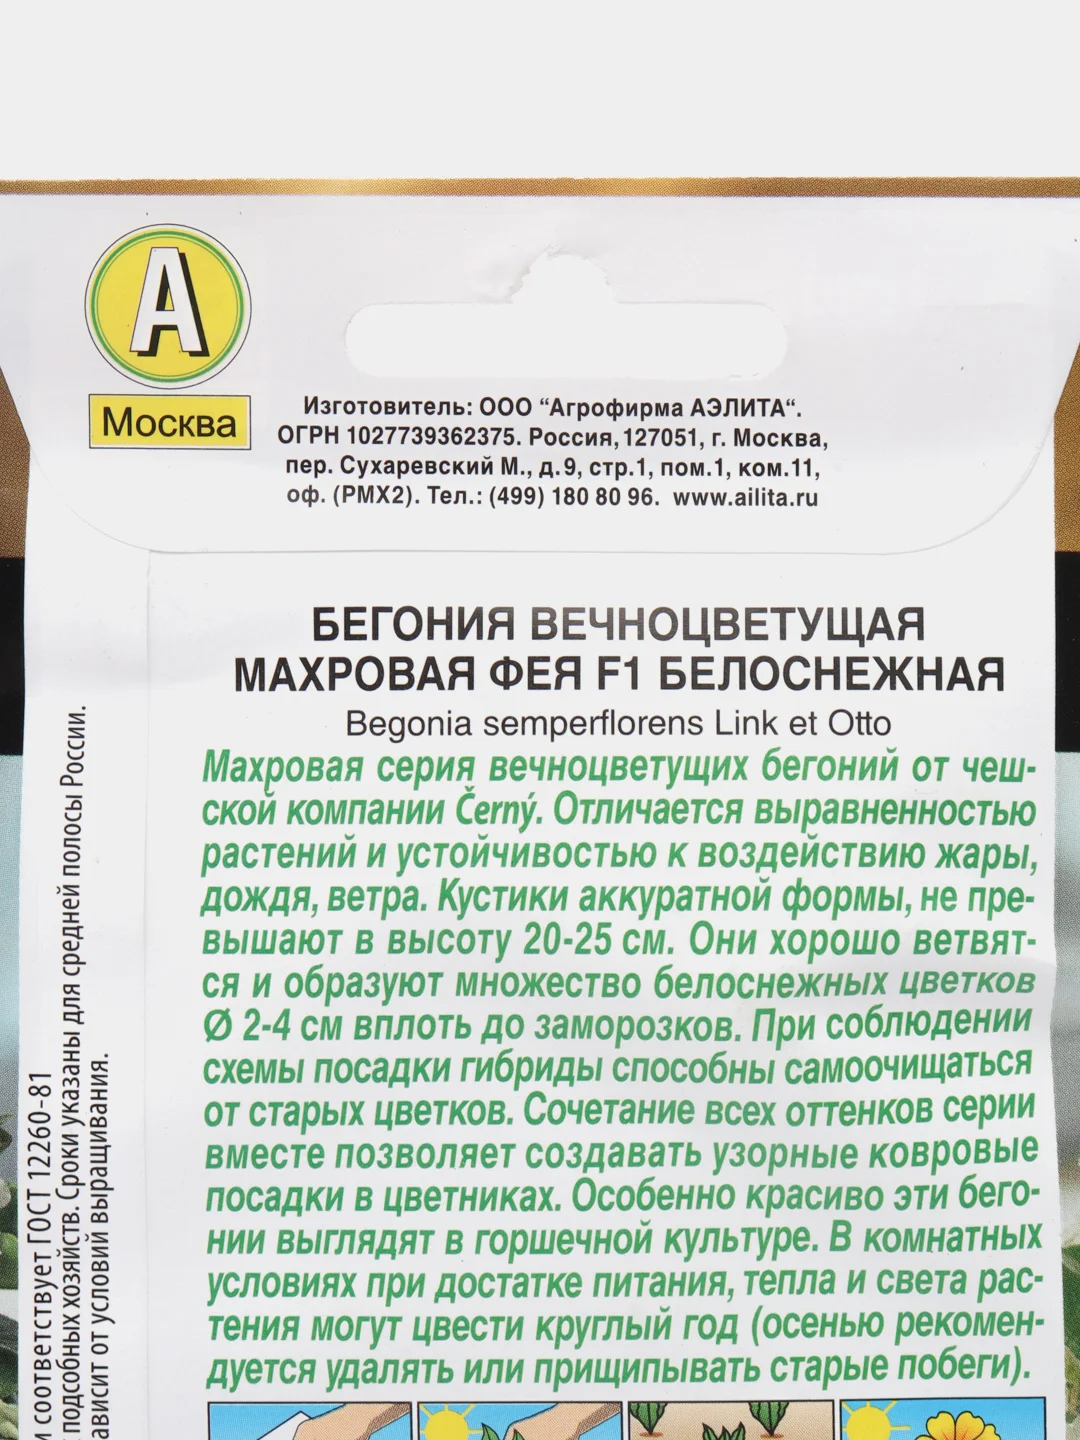 А
Москва
Изготовитель: ООО “Агрофирма АЭЛИТА“.
ОГРН 1027739362375. Россия, 127051, г. Москва,
пер. Сухаревский М., д.9, стр.1, пом.1, ком.11,
оф. (РМХ2). Тел.: (499) 180 80 96. www.ailita.ru
БЕГОНИЯ ВЕЧНОЦВЕТУЩАЯ
МАХРОВАЯ ФЕЯ F1 БЕЛОСНЕЖНАЯ
Begonia semperflorens Link et Otto
Махровая серия вечноцветущих бегоний от чеш-
ской компании Černý. Отличается выравненностью
растений и устойчивостью к воздействию жары,
дождя, ветра. Кустики аккуратной формы, не пре-
вышают в высоту 20-25 см. Они хорошо ветвят-
ся и образуют множество белоснежных цветков
Ø 2-4 см вплоть до заморозков. При соблюдении
схемы посадки гибриды способны самоочищаться
от старых цветков. Сочетание всех оттенков серии
вместе позволяет создавать узорные ковровые
посадки в цветниках. Особенно красиво эти бего-
нии выглядят в горшечной культуре. В комнатных
условиях при достатке питания, тепла и света рас-
тения могут цвести круглый год (осенью рекомен-
дуется удалять или прищипывать старые побеги).
соответствует ГОСТ 12260-81
подсобных хозяйств. Сроки указаны для средней полосы России.
зависит от условий выращивания.